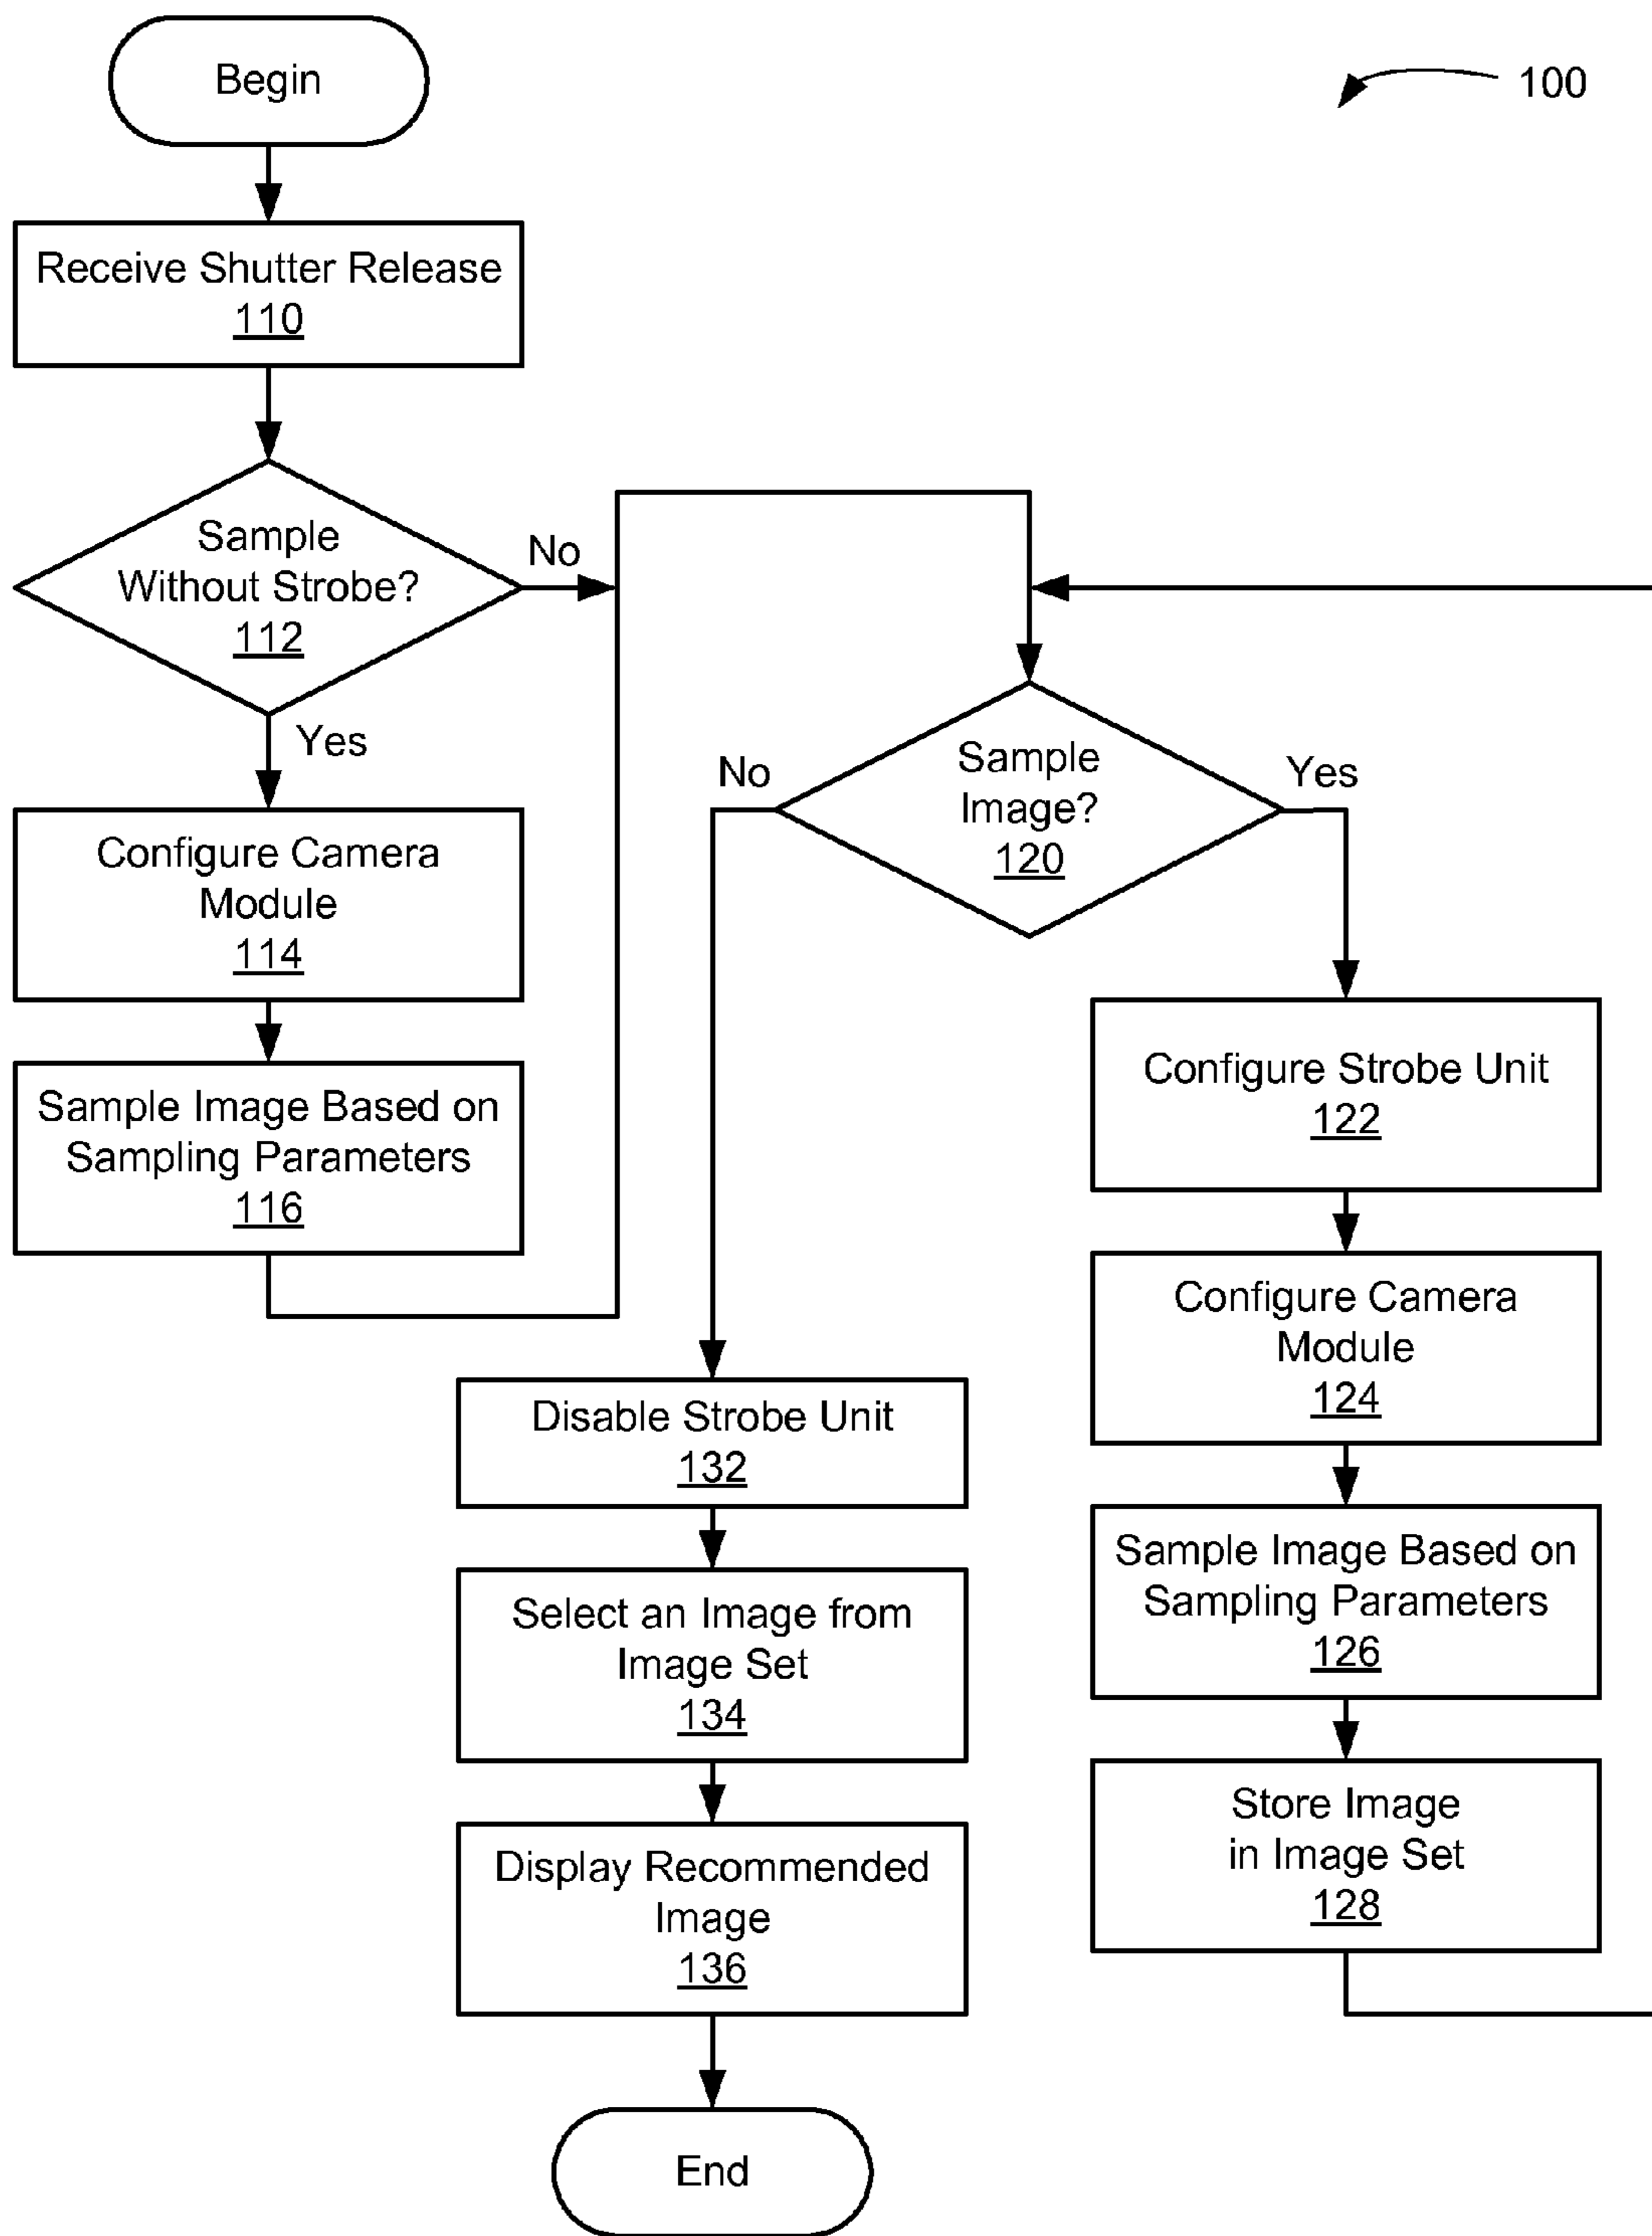 Begin
100
Receive Shutter Release
110
Sample
Without Strobe?
112
No
Yes
Configure Camera
Module
114
Sample Image Based on
Sampling Parameters
116
Sample
Image?
120
No
Yes
Configure Strobe Unit
122
Configure Camera
Module
124
Sample Image Based on
Sampling Parameters
126
Store Image
in Image Set
128
Disable Strobe Unit
132
Select an Image from
Image Set
134
Display Recommended
Image
136
End